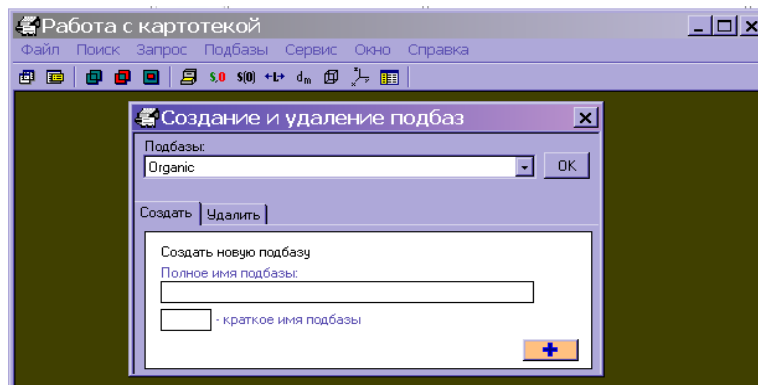 Работа с картотекой
Файл Поиск Запрос Подбазы Сервис Окно Справка
S,0 S(0) +L+ dm
Создание и удаление подбаз
Подбазы:
Organic
OK
Создать Удалить
Создать новую подбазу
Полное имя подбазы:
- краткое имя подбазы